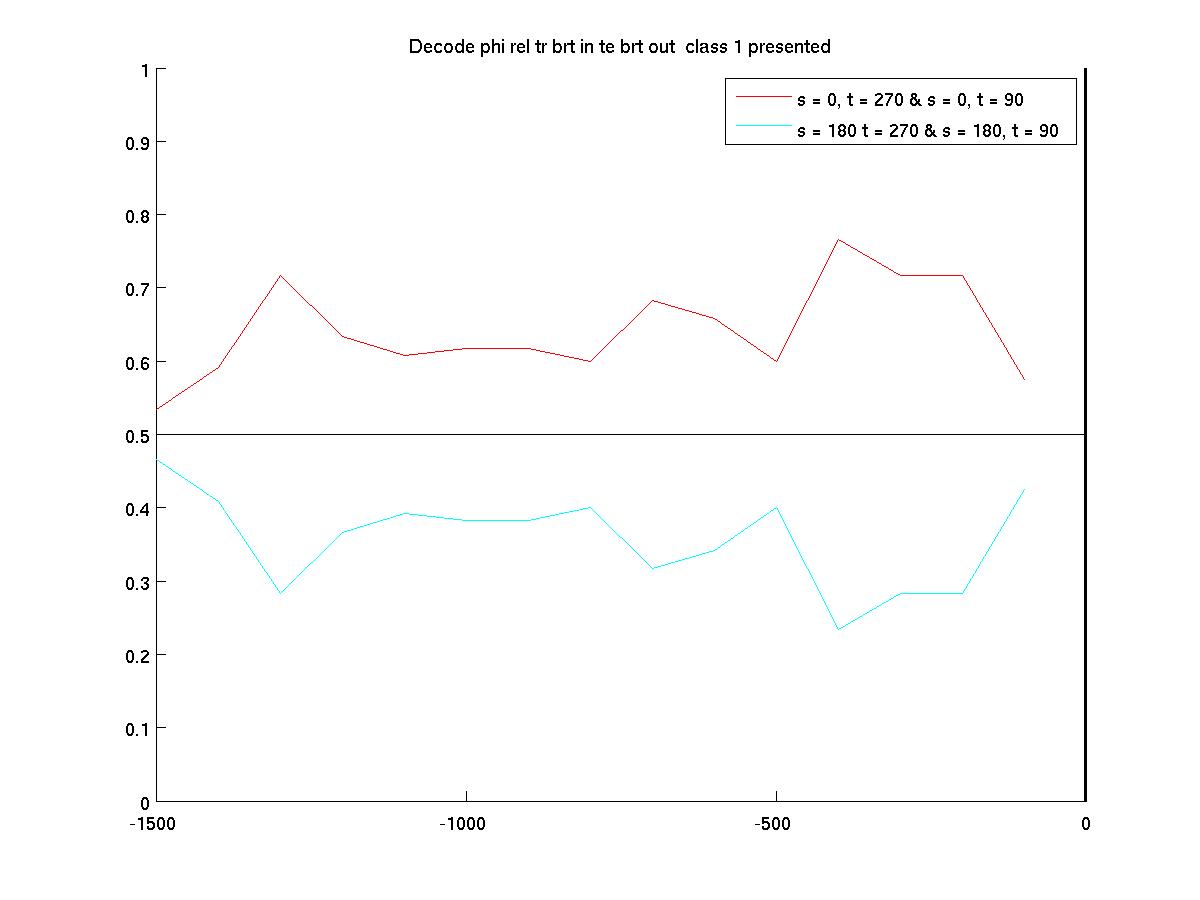 Decode phi rel tr brt in te brt out  class 1 presented
s = 0, t = 270 & s = 0, t = 90
s = 180 t = 270 & s = 180, t = 90
1
0.9
0.8
0.7
0.6
0.5
0.4
0.3
0.2
0.1
0
-1500 -1000 -500 0